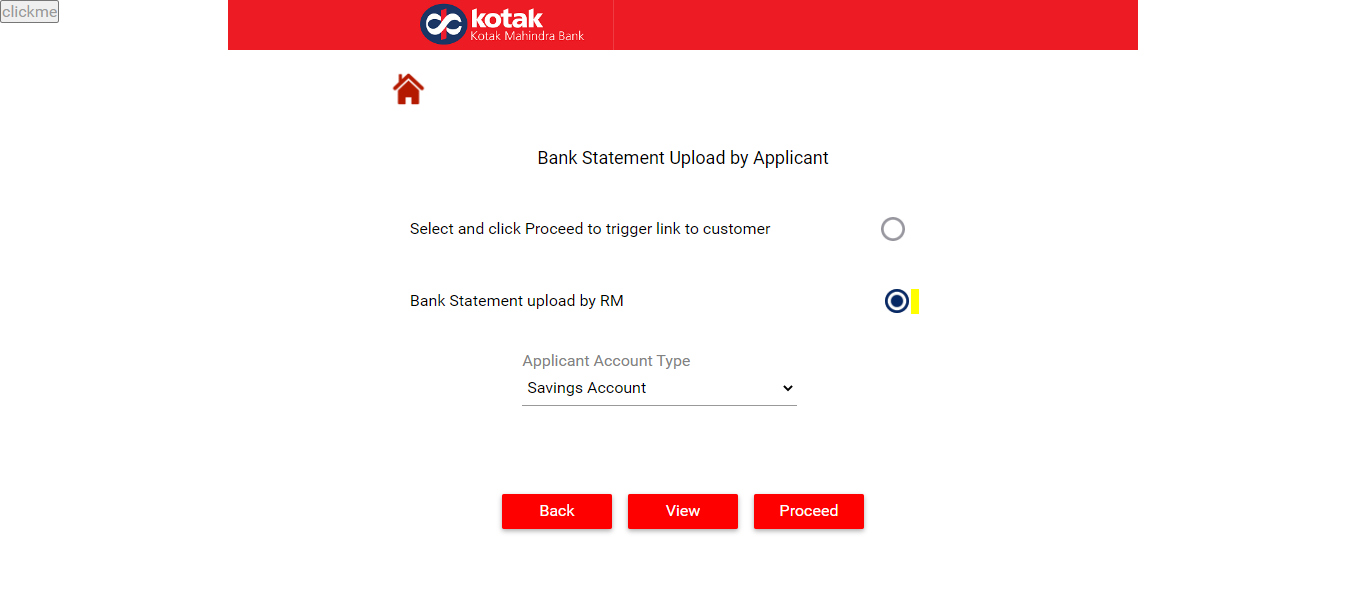 clickme
kotak
Kotak Mahindra Bank
Bank Statement Upload by Applicant
Select and click Proceed to trigger link to customer
Bank Statement upload by RM
Applicant Account Type
Savings Account
Back View Proceed